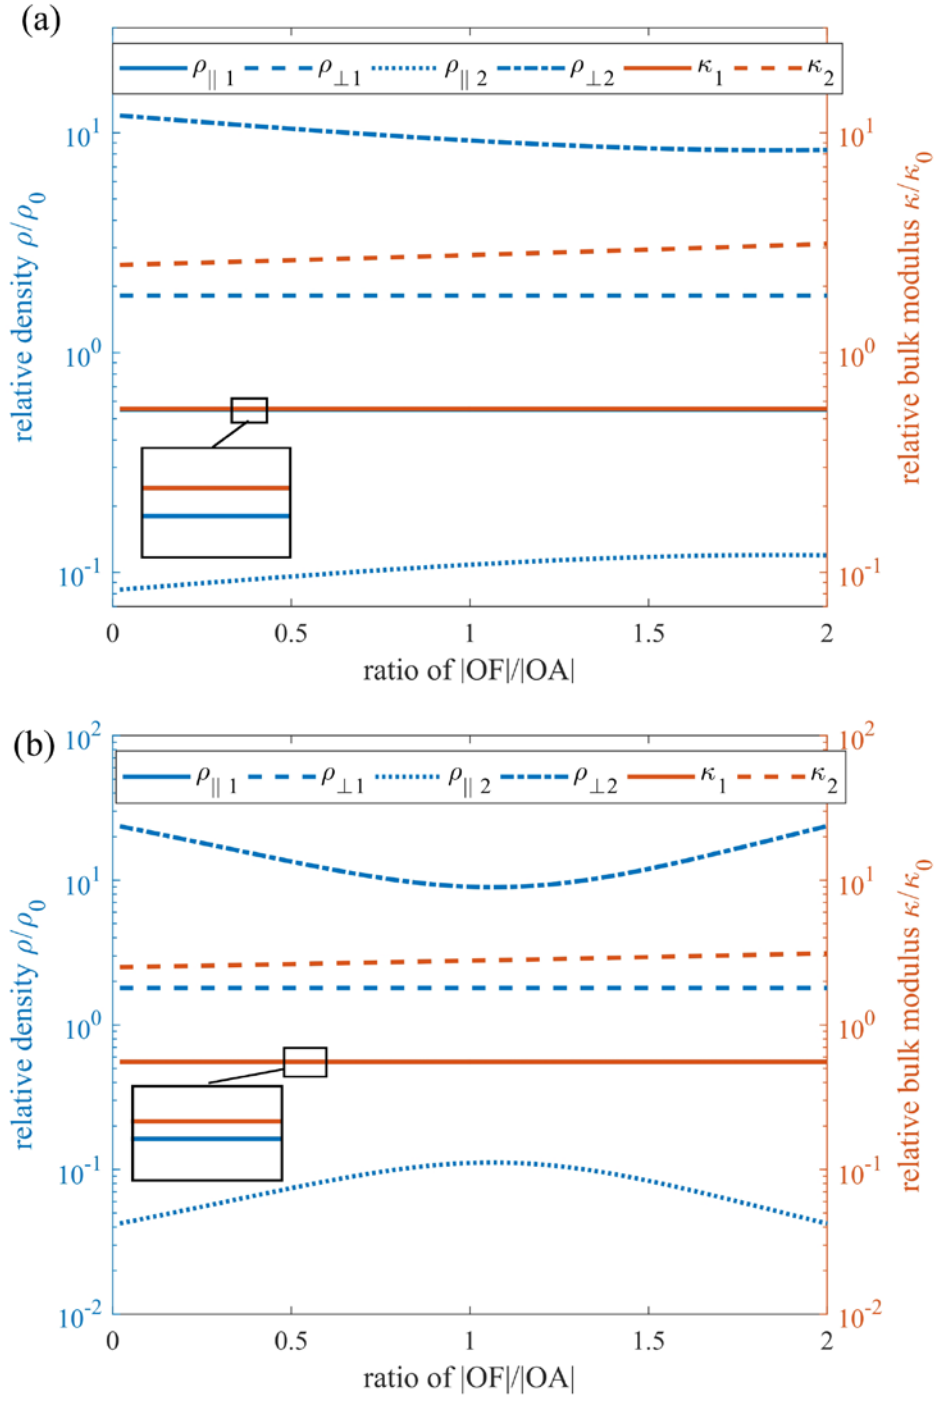 (a)
ρ∥ 1 ρ⊥1 ρ∥ 2 ρ⊥2 κ1 κ2
10^1 10^1
10^0 10^0
10^-1 10^-1
relative density ρ/ρ0
relative bulk modulus κ/κ0
0 0.5 1 1.5 2
ratio of |OF|/|OA|
(b)
10^2 10^2
ρ∥ 1 ρ⊥1 ρ∥ 2 ρ⊥2 κ1 κ2
10^1 10^1
10^0 10^0
10^-1 10^-1
10^-2 10^-2
relative density ρ/ρ0
relative bulk modulus κ/κ0
0 0.5 1 1.5 2
ratio of |OF|/|OA|